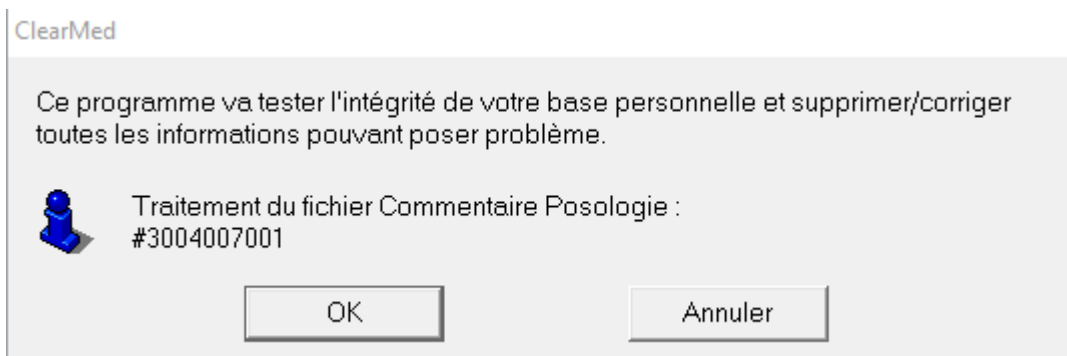 ClearMed
Ce programme va tester l'intégrité de votre base personnelle et supprimer/corriger
toutes les informations pouvant poser problème.
Traitement du fichier Commentaire Posologie :
#3004007001
OK
Annuler